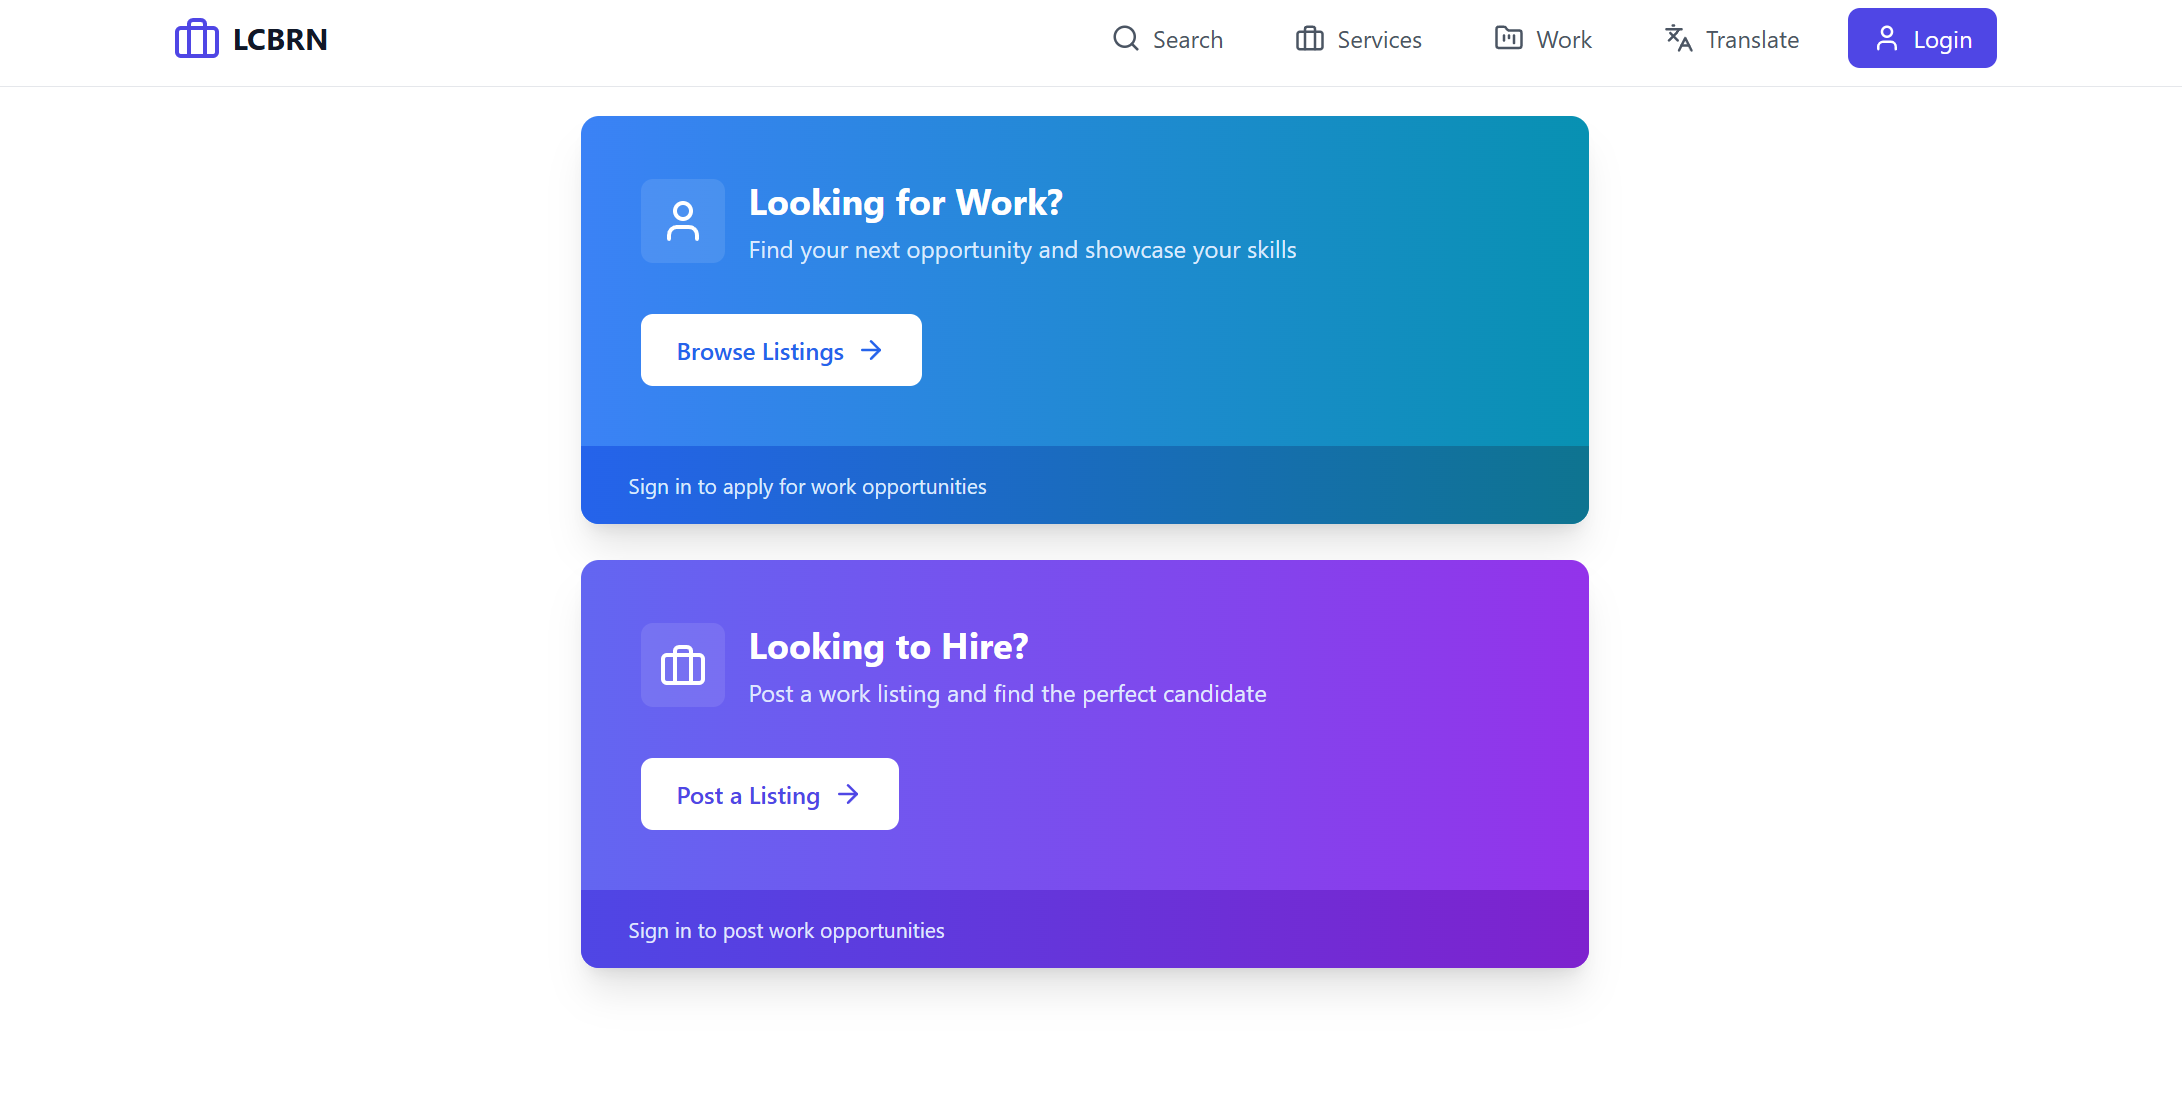 LCBRN
Search
Services
Work
Translate
Login
Looking for Work?
Find your next opportunity and showcase your skills
Browse Listings
Sign in to apply for work opportunities
Looking to Hire?
Post a work listing and find the perfect candidate
Post a Listing
Sign in to post work opportunities